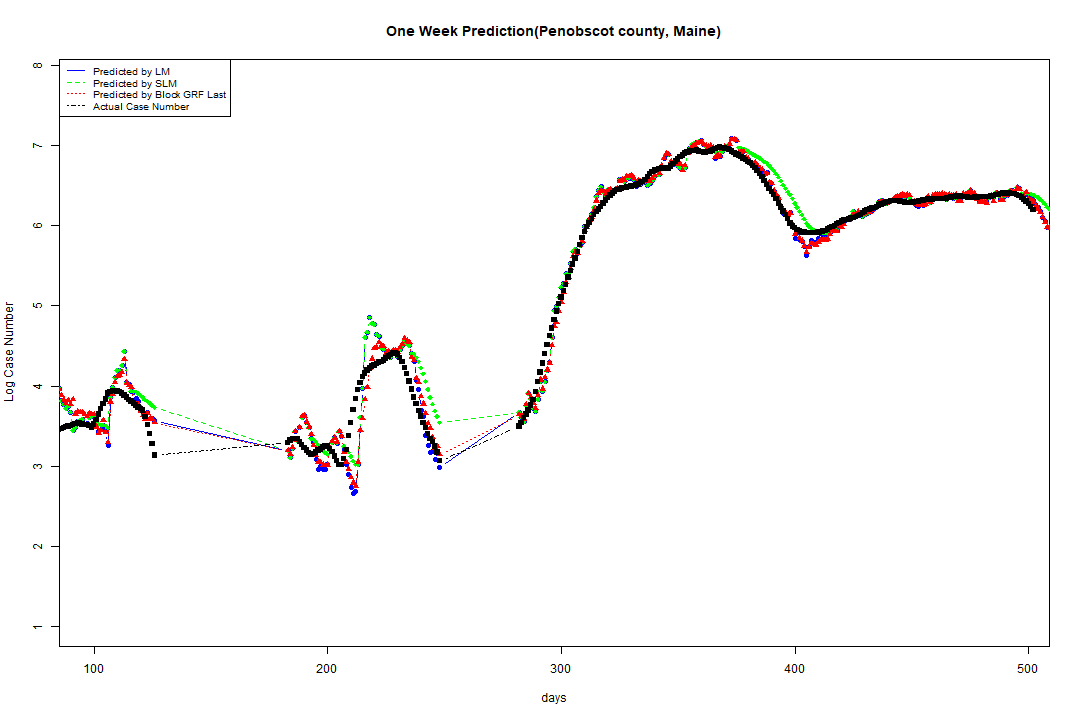 One Week Prediction(Penobscot county, Maine)
Predicted by LM
Predicted by SLM
Predicted by Block GRF Last
Actual Case Number
8
7
6
5
4
3
2
1
Log Case Number
100 200 300 400 500
days